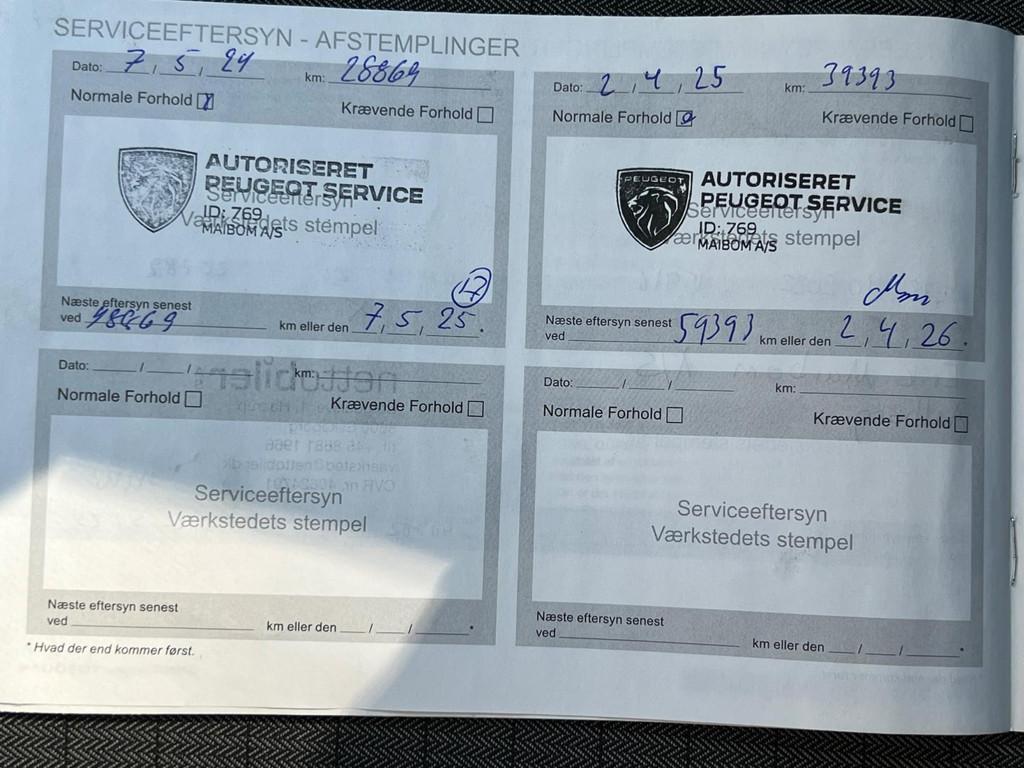 SERVICEEFTERSYN - AFSTEMPLINGER
Dato: 7, 5, 24 km: 28869
Normale Forhold Krævende Forhold
AUTORISERET
PEUGEOT SERVICE
Serviceeftersyn
ID: 769
Værkstedets stempel
MAIBOM A/S
17
Næste eftersyn senest
ved 48869 km eller den 7, 5, 25.
Dato: 2, 4, 25 km: 39393
Normale Forhold Krævende Forhold
PEUGEOT
AUTORISERET
PEUGEOT SERVICE
Serviceeftersyn
ID: 769
Værkstedets stempel
MAIBOM A/S
Næste eftersyn senest
ved 59393 km eller den 2, 4, 26.
Dato: / / km:
Normale Forhold Krævende Forhold
Serviceeftersyn
Værkstedets stempel
Næste eftersyn senest
ved km eller den / / *
Dato: / / km:
Normale Forhold Krævende Forhold
Serviceeftersyn
Værkstedets stempel
Næste eftersyn senest
ved km eller den / / *
* Hvad der end kommer først.